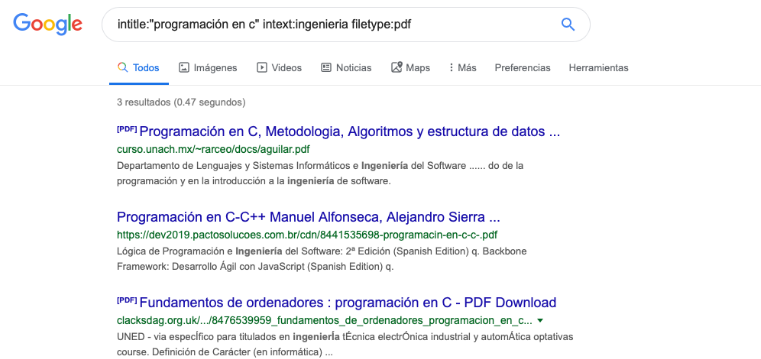 Google
intitle:"programación en c" intext:ingenieria filetype:pdf
Todos Imágenes Videos Noticias Maps Más Preferencias Herramientas
3 resultados (0.47 segundos)
[PDF] Programación en C, Metodologia, Algoritmos y estructura de datos ...
curso.unach.mx/~rarceo/docs/aguilar.pdf
Departamento de Lenguajes y Sistemas Informáticos e Ingeniería del Software ...... do de la
programación y en la introducción a la ingeniería de software.
Programación en C-C++ Manuel Alfonseca, Alejandro Sierra ...
https://dev2019.pactosolucoes.com.br/cdn/8441535698-programacin-en-c-c-.pdf
Lógica de Programação e Ingeniería del Software: 2ª Edición (Spanish Edition) q. Backbone
Framework: Desarrollo Ágil con JavaScript (Spanish Edition) q.
[PDF] Fundamentos de ordenadores : programación en C - PDF Download
clacksdag.org.uk/.../8476539959_fundamentos_de_ordenadores_programacion_en_c...
UNED - via especÍfico para titulados en ingenierÍa tÉcnica electrÓnica industrial y automÁtica optativas
course. Definición de Carácter (en informática) ...